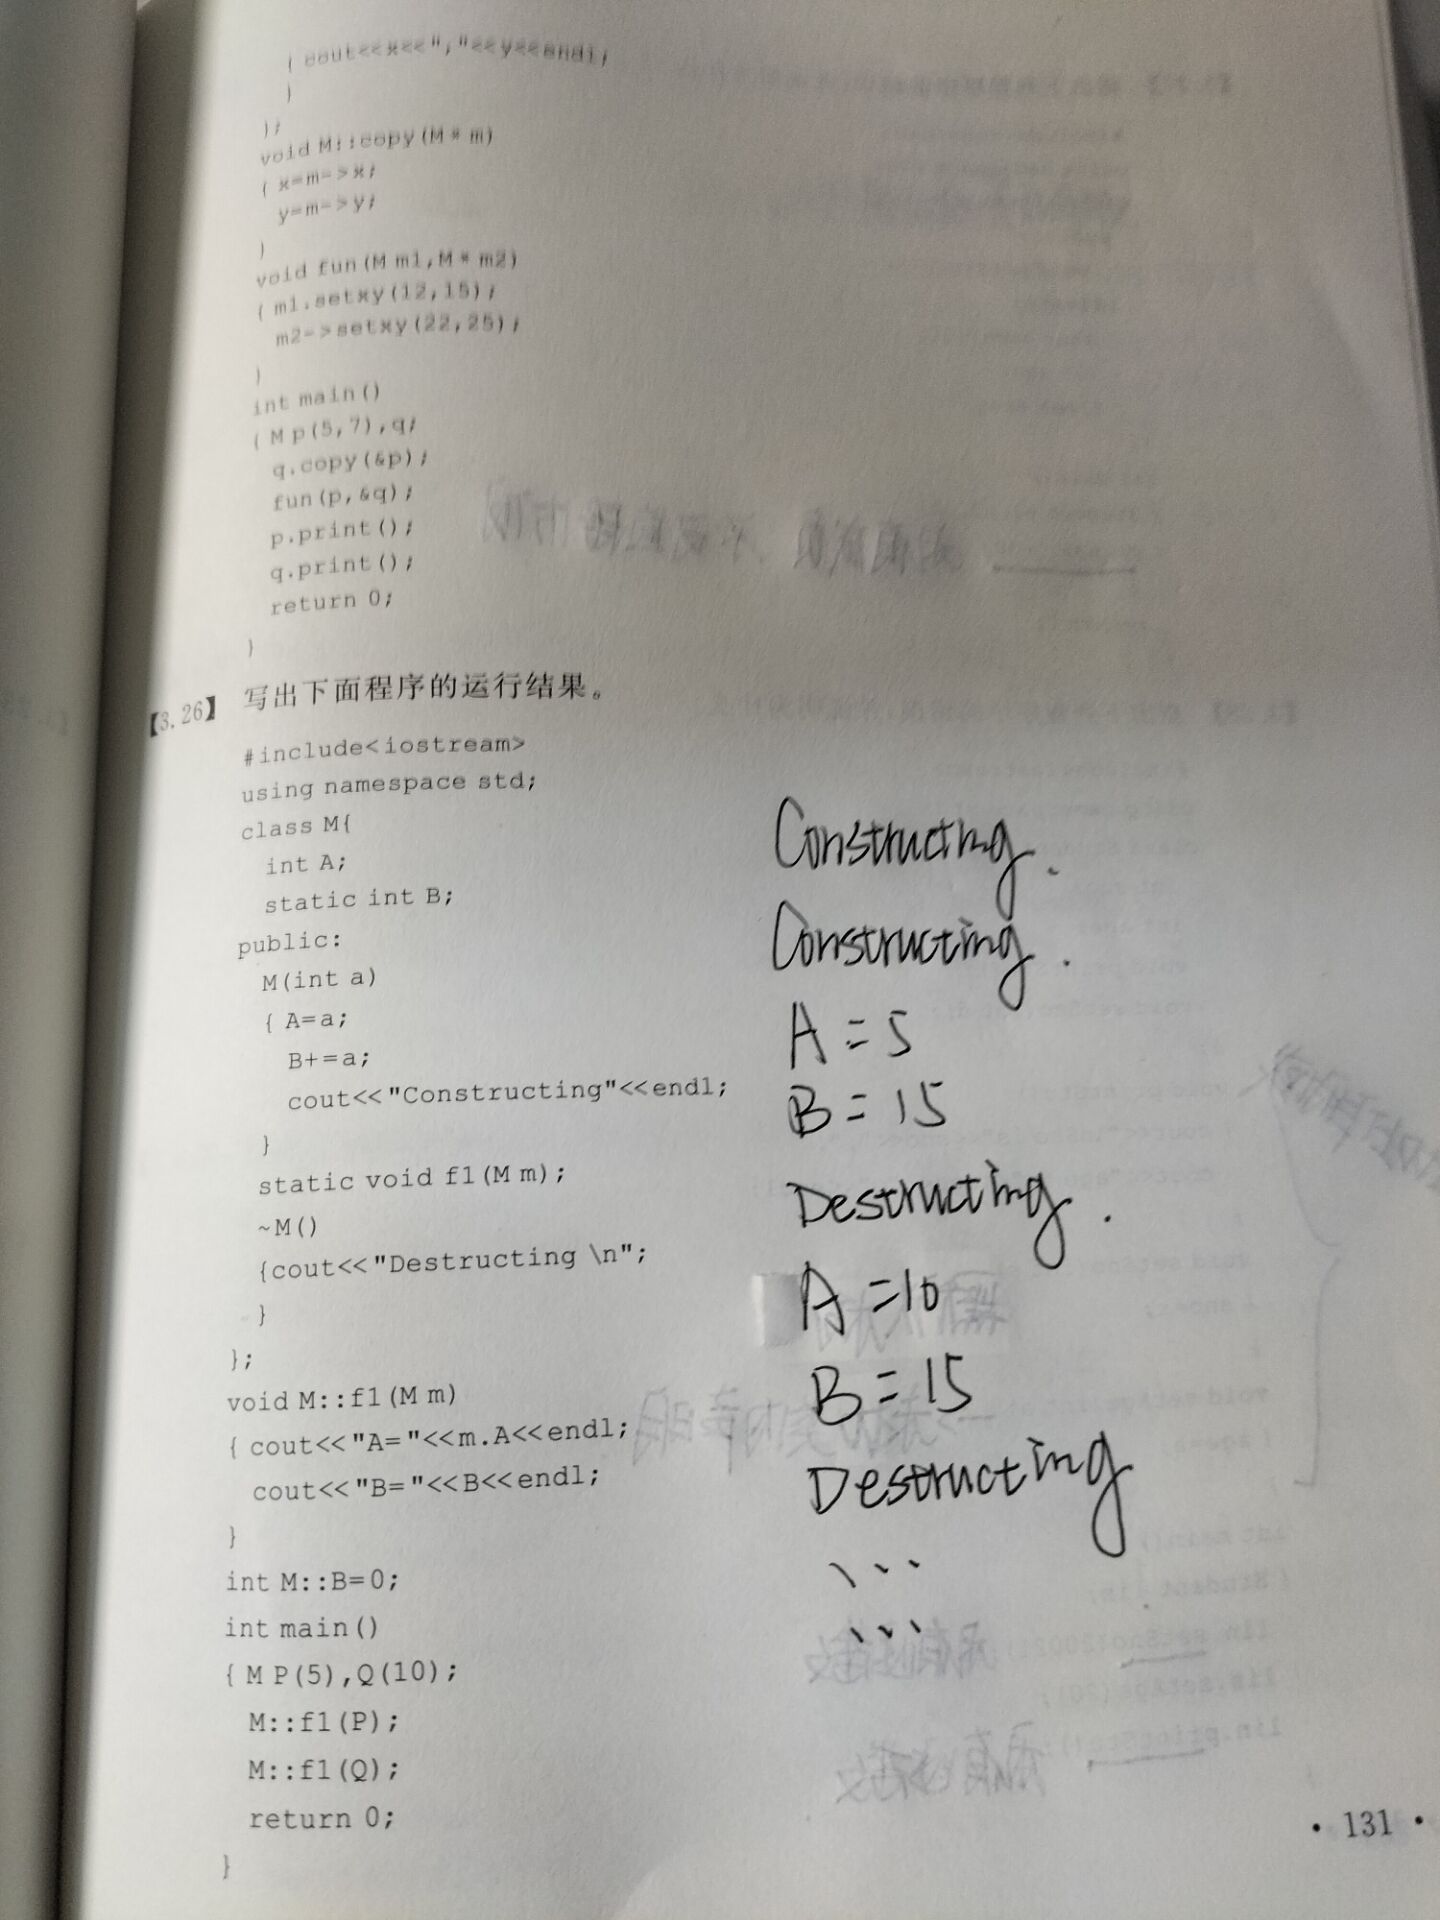 { cout<<x<<","<<y<<endl;
}
};
void M::copy(M * m)
{ x=m->x;
y=m->y;
}
void fun(M m1,M * m2)
{ m1.setxy(12,15);
m2->setxy(22,25);
}
int main()
{ M p(5,7),q;
q.copy(&p);
fun(p,&q);
p.print();
q.print();
return 0;
}
【3.26】 写出下面程序的运行结果。
#include<iostream>
using namespace std;
class M{
int A;
static int B;
public:
M(int a)
{ A=a;
B+=a;
cout<<"Constructing"<<endl;
}
static void f1(M m);
~M()
{cout<<"Destructing \n";
}
};
void M::f1(M m)
{ cout<<"A="<<m.A<<endl;
cout<<"B="<<B<<endl;
}
int M::B=0;
int main()
{ M P(5),Q(10);
M::f1(P);
M::f1(Q);
return 0;
}
Constructing.
Constructing.
A=5
B=15
Destructing.
A=10
B=15
Destructing
...
...
· 131 ·